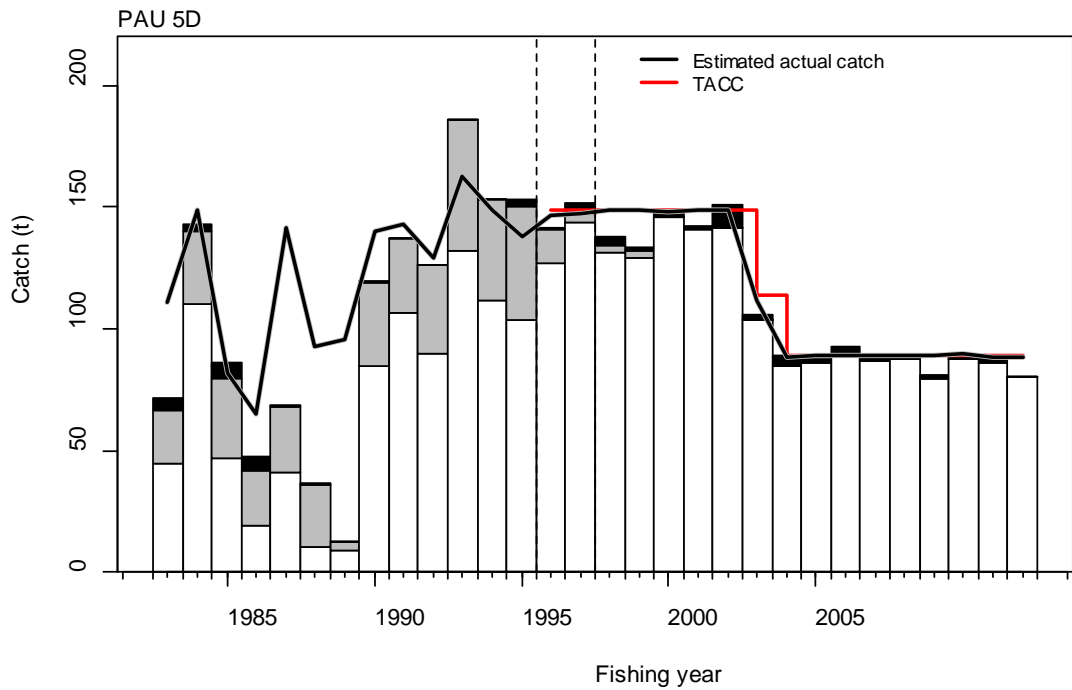 PAU 5D
Estimated actual catch
TACC
200
150
100
50
0
Catch (t)
1985 1990 1995 2000 2005
Fishing year